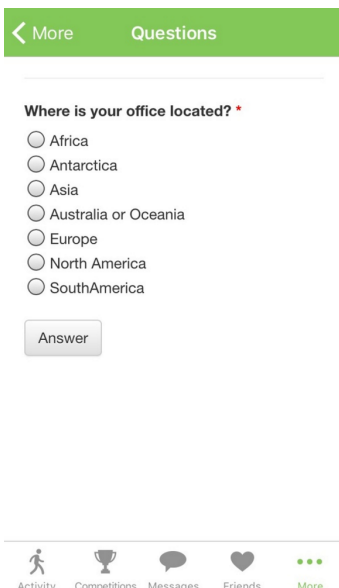 More Questions
Where is your office located? *
Africa
Antarctica
Asia
Australia or Oceania
Europe
North America
SouthAmerica
Answer
Activity Competitions Messages Friends More